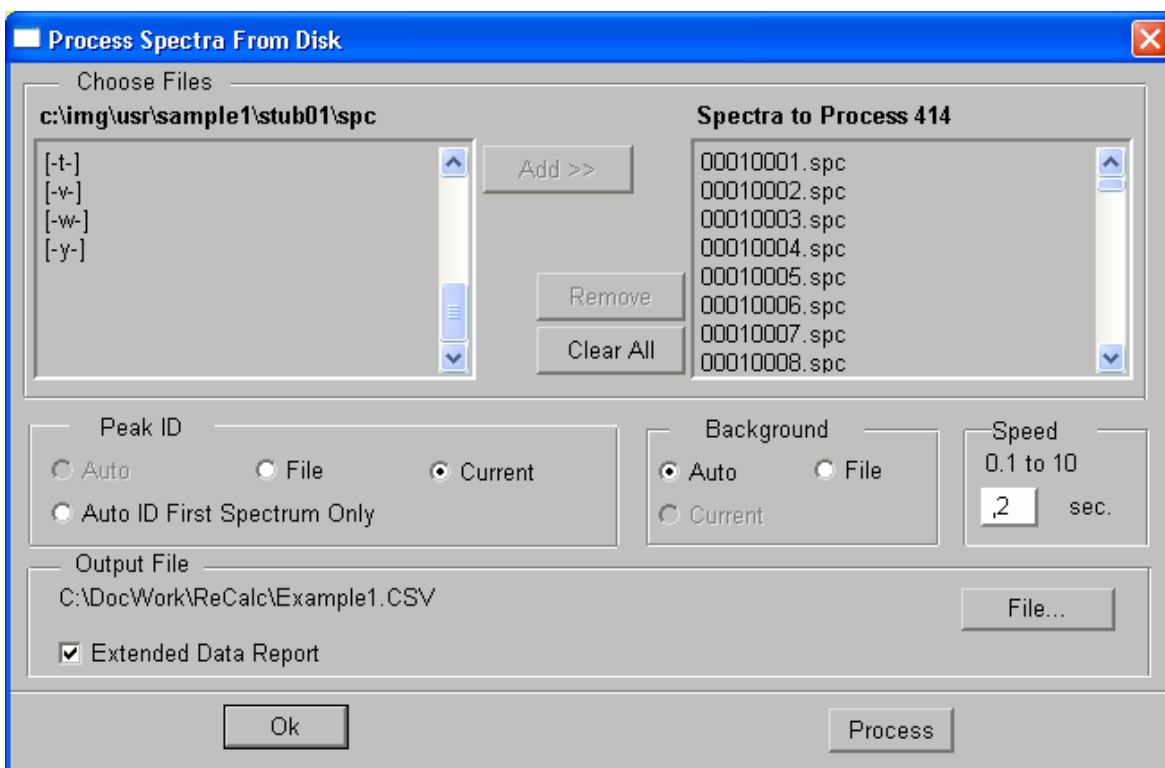 Process Spectra From Disk
Choose Files
c:\img\usr\sample1\stub01\spc
[-t-]
[-v-]
[-w-]
[-y-]
Add >>
Remove
Clear All
Spectra to Process 414
00010001.spc
00010002.spc
00010003.spc
00010004.spc
00010005.spc
00010006.spc
00010007.spc
00010008.spc
Peak ID
Auto
File
Current
Auto ID First Spectrum Only
Background
Auto
File
Current
Speed
0.1 to 10
,2 sec.
Output File
C:\DocWork\ReCalc\Example1.CSV
File...
Extended Data Report
Ok
Process